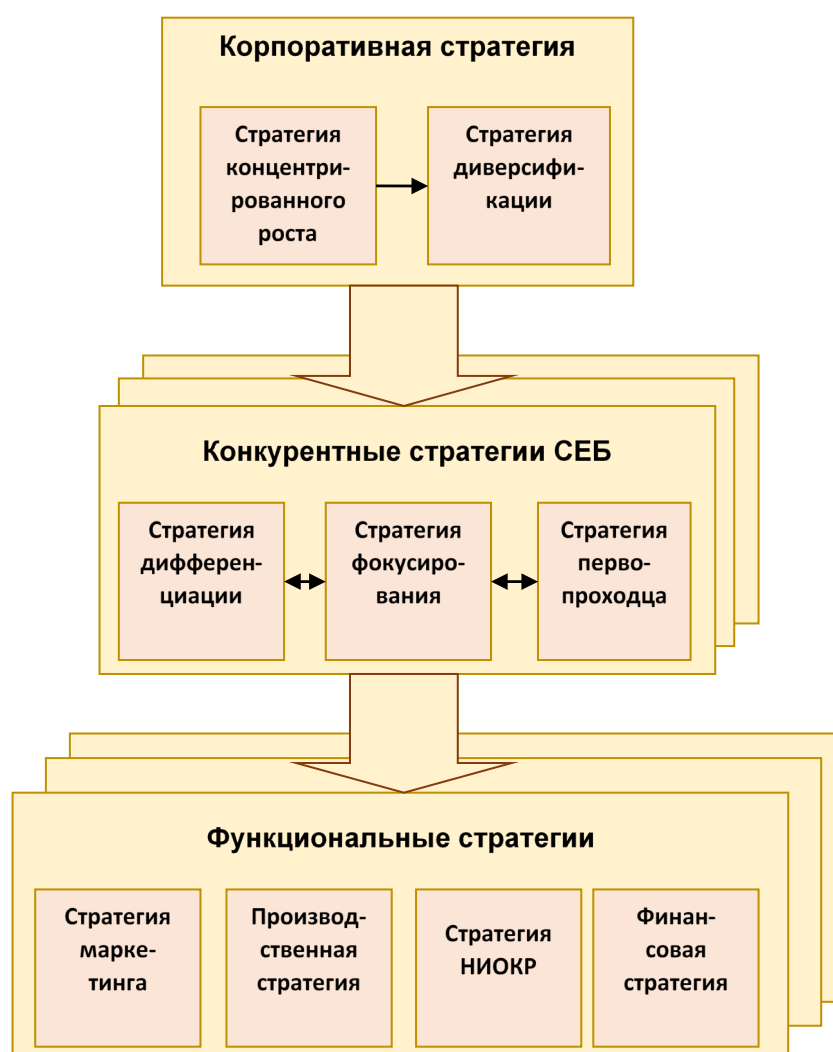 Корпоративная стратегия
Стратегия
концентри-
рованного
роста
Стратегия
диверсифи-
кации
Конкурентные стратегии СЕБ
Стратегия
дифферен-
циации
Стратегия
фокусиро-
вания
Стратегия
перво-
проходца
Функциональные стратегии
Стратегия
марке-
тинга
Производ-
ственная
стратегия
Стратегия
НИОКР
Финан-
совая
стратегия